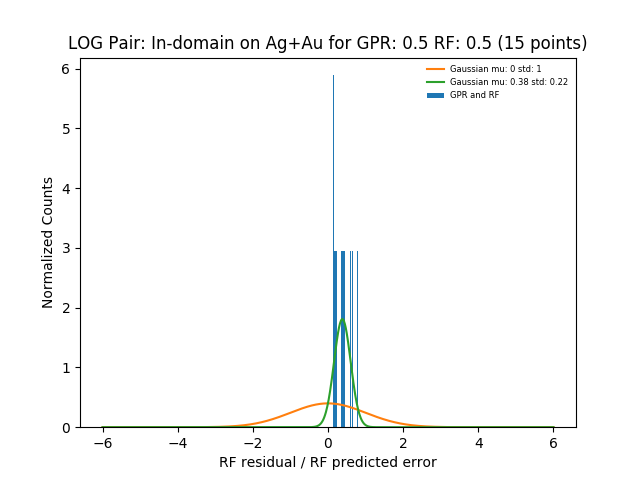 LOG Pair: In-domain on Ag+Au for GPR: 0.5 RF: 0.5 (15 points)
Gaussian mu: 0 std: 1
Gaussian mu: 0.38 std: 0.22
GPR and RF
Normalized Counts
6
5
4
3
2
1
0
−6 −4 −2 0 2 4 6
RF residual / RF predicted error